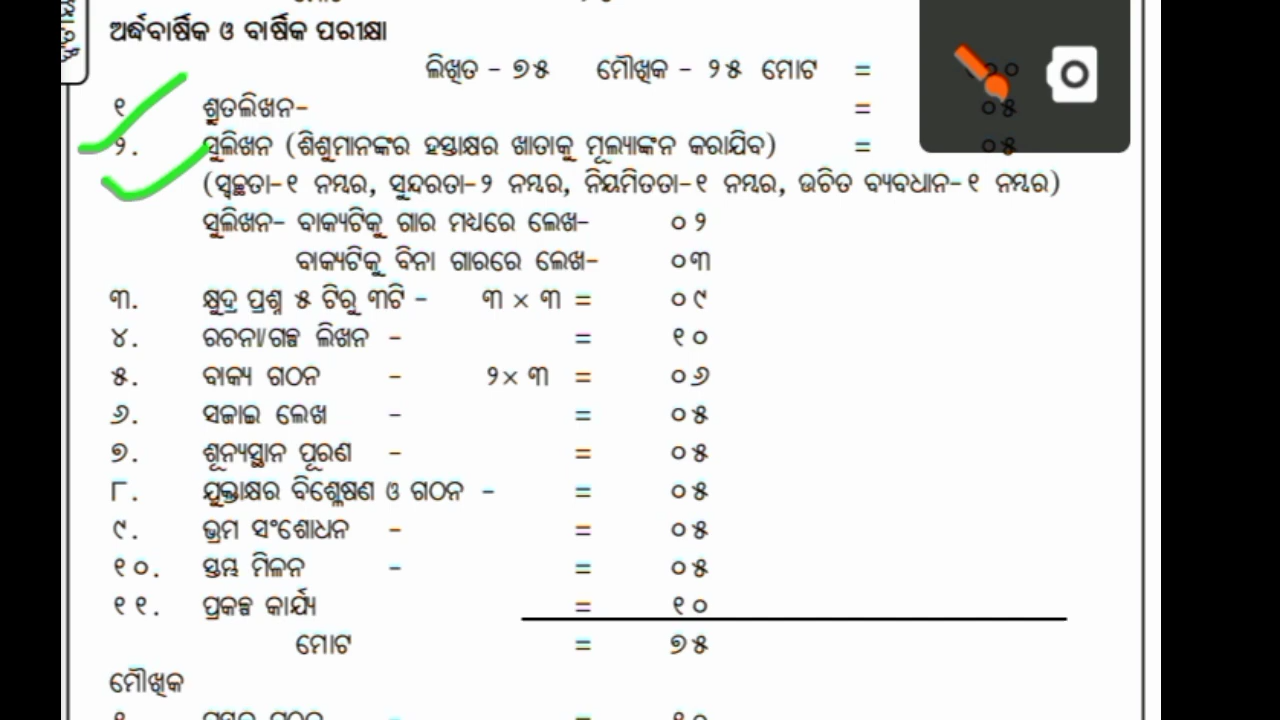 ଅର୍ଦ୍ଧବାର୍ଷିକ ଓ ବାର୍ଷିକ ପରୀକ୍ଷା
ଲିଖିତ - ୭୫ ମୌଖିକ - ୨୫ ମୋଟ =
୧ ଶ୍ରୁତଲିଖନ- = ୦୫
୨. ସୁଲିଖନ (ଶିଶୁମାନଙ୍କର ହସ୍ତାକ୍ଷର ଖାତାକୁ ମୂଲ୍ୟାଙ୍କନ କରାଯିବ) = ୦୫
(ସ୍ୱଚ୍ଛତା-୧ ନମ୍ବର, ସୁନ୍ଦରତା-୨ ନମ୍ବର, ନିୟମିତତା-୧ ନମ୍ବର, ଉଚିତ ବ୍ୟବଧାନ-୧ ନମ୍ବର)
ସୁଲିଖନ- ବାକ୍ୟଟିକୁ ଗାର ମଧ୍ୟରେ ଲେଖ- ୦୨
ବାକ୍ୟଟିକୁ ବିନା ଗାରରେ ଲେଖ- ୦୩
୩. କ୍ଷୁଦ୍ର ପ୍ରଶ୍ନ ୫ ଟିରୁ ୩ଟି - ୩ × ୩ = ୦୯
୪. ରଚନା/ଗଳ୍ପ ଲିଖନ - = ୧୦
୫. ବାକ୍ୟ ଗଠନ - ୨× ୩ = ୦୬
୬. ସଜାଇ ଲେଖ - = ୦୫
୭. ଶୂନ୍ୟସ୍ଥାନ ପୂରଣ - = ୦୫
୮. ଯୁକ୍ତାକ୍ଷର ବିଶ୍ଳେଷଣ ଓ ଗଠନ - = ୦୫
୯. ଭ୍ରମ ସଂଶୋଧନ - = ୦୫
୧୦. ସ୍ତମ୍ଭ ମିଳନ - = ୦୫
୧୧. ପ୍ରକଳ୍ପ କାର୍ଯ୍ୟ = ୧୦
ମୋଟ = ୭୫
ମୌଖିକ